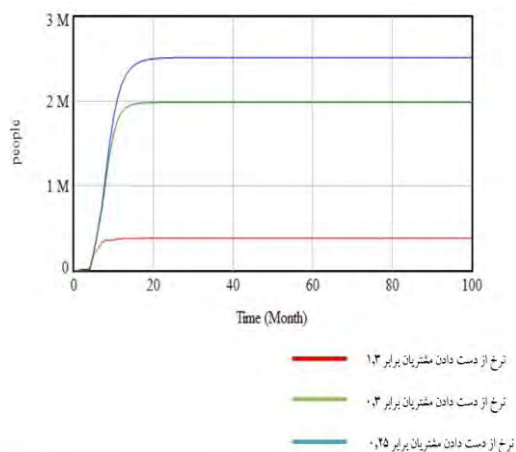 3 M
2 M
1 M
0
people
0 20 40 60 80 100
Time (Month)
نرخ از دست دادن مشتریان برابر ۱,۳
نرخ از دست دادن مشتریان برابر ۰,۳
نرخ از دست دادن مشتریان برابر ۰,۲۵